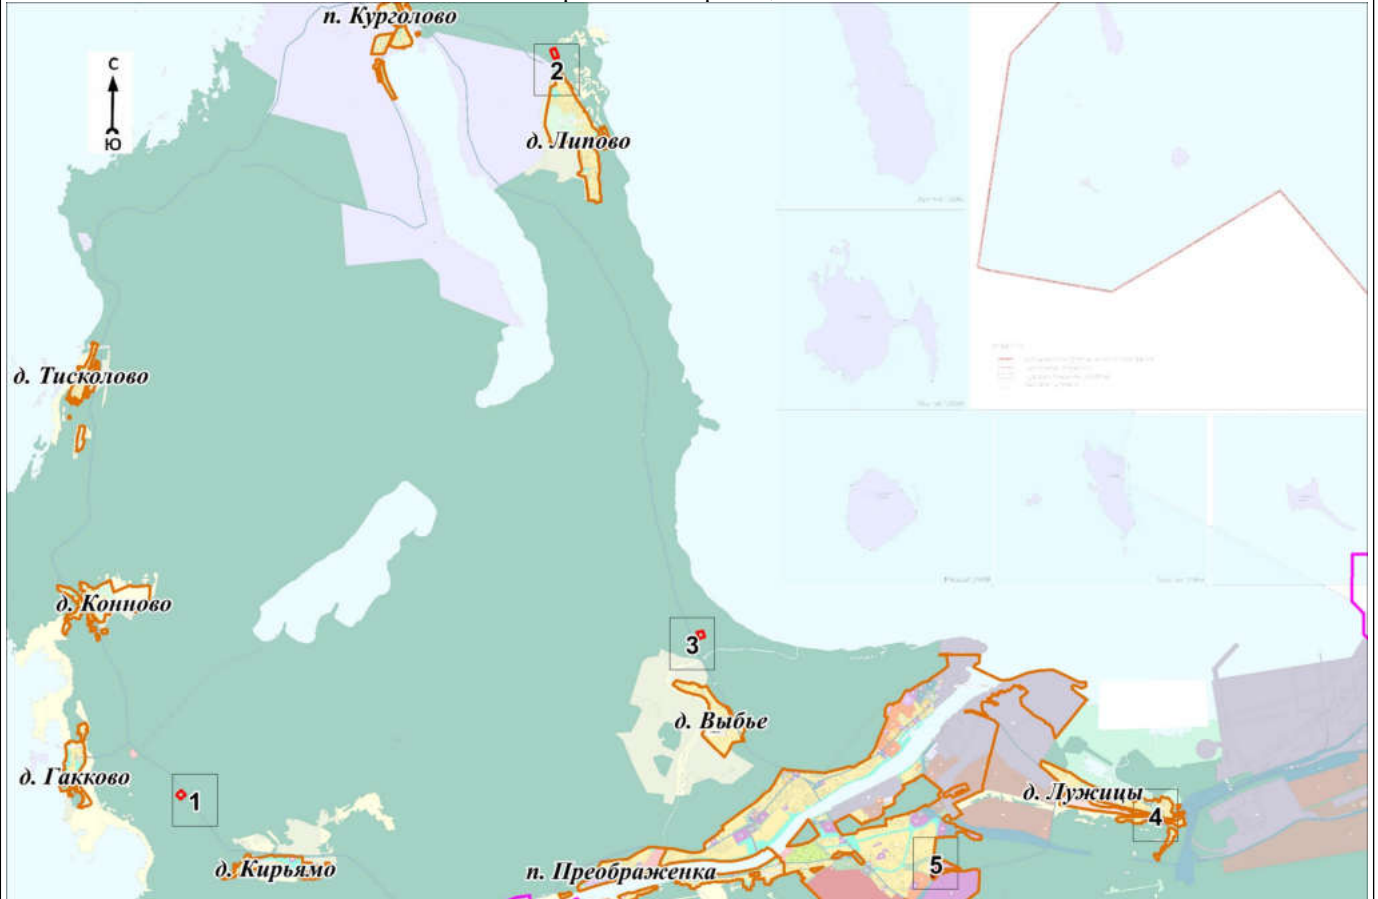 п. Курголово
С
Ю
2
д. Липово
д. Тисколово
д. Конново
3
д. Выбье
д. Гакково
1
д. Лужицы
4
д. Кирьямо
п. Преображенка
5